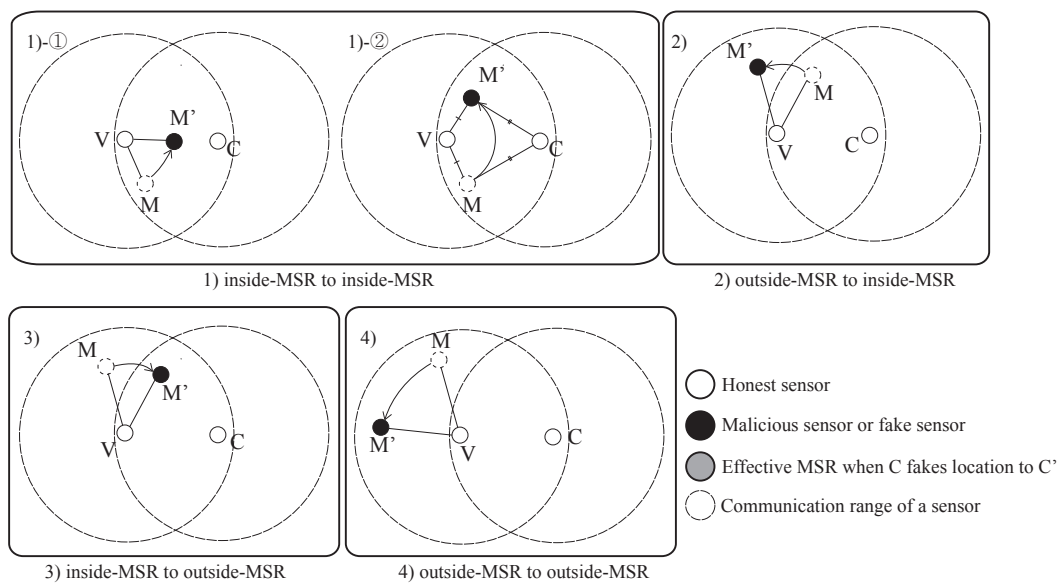 1)-①
M'
V
C
M
1)-②
M'
V
C
M
2)
M'
M
V
C
1) inside-MSR to inside-MSR
2) outside-MSR to inside-MSR
3)
M
M'
V
C
4)
M
M'
V
C
Honest sensor
Malicious sensor or fake sensor
Effective MSR when C fakes location to C'
Communication range of a sensor
3) inside-MSR to outside-MSR
4) outside-MSR to outside-MSR